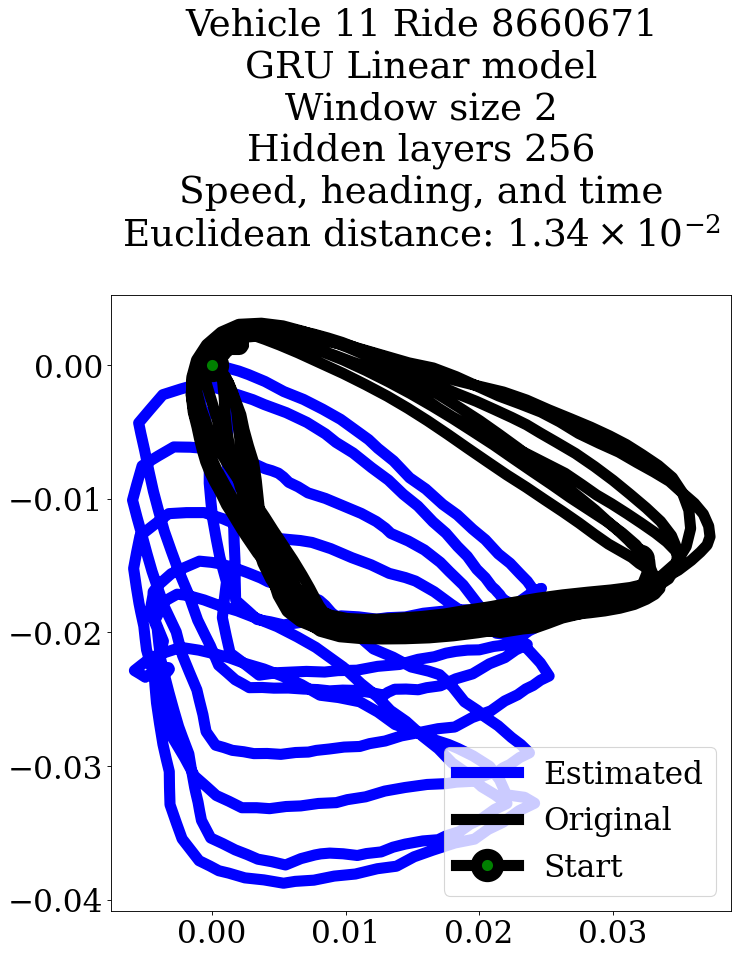 Vehicle 11 Ride 8660671
GRU Linear model
Window size 2
Hidden layers 256
Speed, heading, and time
Euclidean distance: 1.34 × 10⁻²
0.00
−0.01
−0.02
−0.03
−0.04
0.00 0.01 0.02 0.03
Estimated
Original
Start